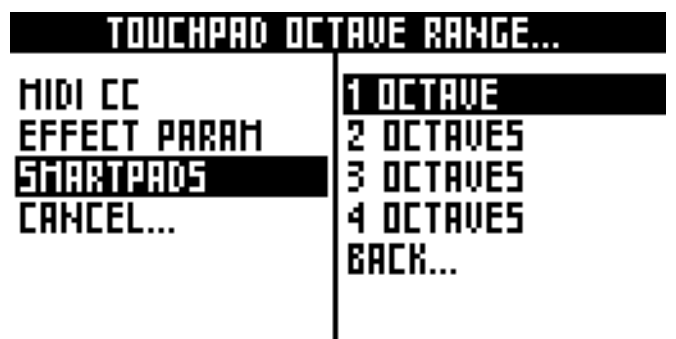 TOUCHPAD OCTAVE RANGE...
MIDI CC
EFFECT PARAM
SMARTPADS
CANCEL...
1 OCTAVE
2 OCTAVES
3 OCTAVES
4 OCTAVES
BACK...